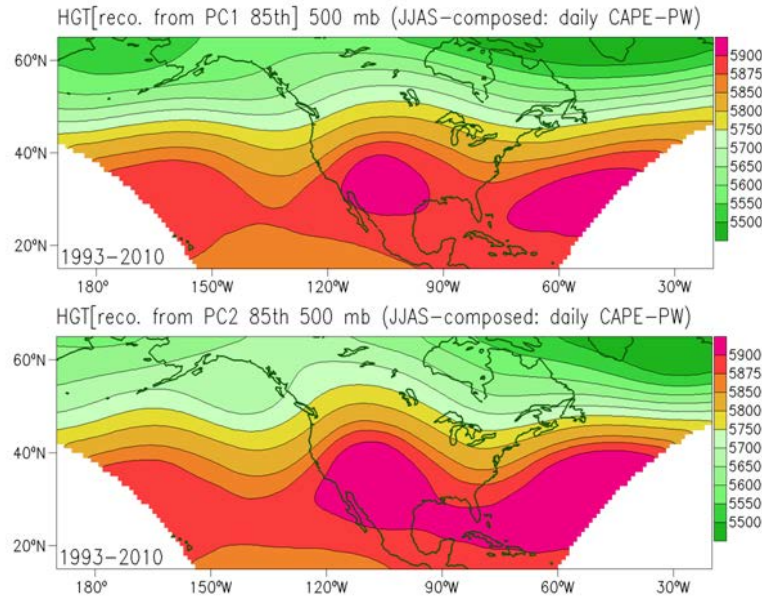 HGT[reco. from PC1 85th] 500 mb (JJAS-composed: daily CAPE-PW)
60°N
40°N
20°N
1993-2010
180°
150°W
120°W
90°W
60°W
30°W
5900
5875
5850
5800
5750
5700
5650
5600
5550
5500
HGT[reco. from PC2 85th 500 mb (JJAS-composed: daily CAPE-PW)
60°N
40°N
20°N
1993-2010
180°
150°W
120°W
90°W
60°W
30°W
5900
5875
5850
5800
5750
5700
5650
5600
5550
5500